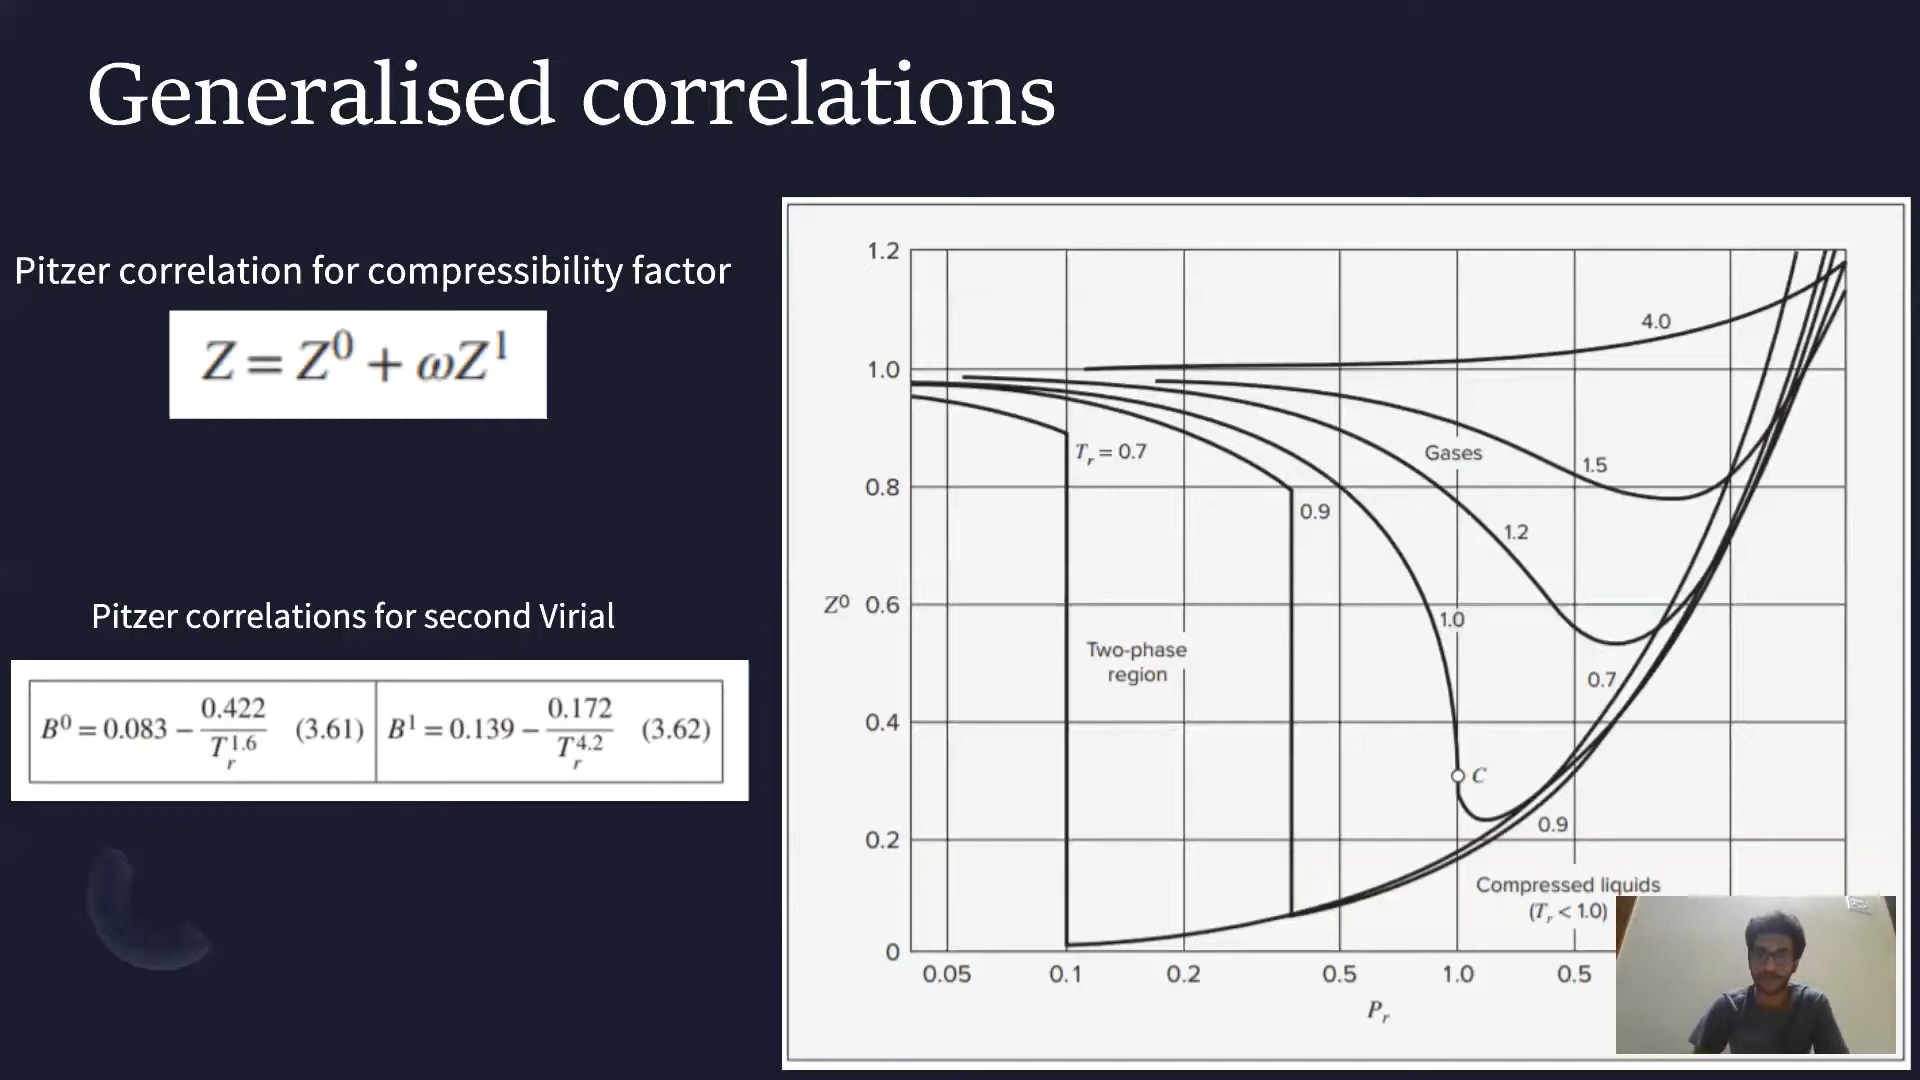 Generalised correlations
Pitzer correlation for compressibility factor
Z = Z⁰ + ωZ¹
Pitzer correlations for second Virial
B⁰ = 0.083 − 0.422 / T_r^1.6 (3.61)
B¹ = 0.139 − 0.172 / T_r^4.2 (3.62)
1.2
1.0
0.8
Z⁰ 0.6
0.4
0.2
0
4.0
T_r = 0.7
Gases
1.5
0.9
1.2
1.0
Two-phase
region
0.7
C
0.9
Compressed liquids
(T_r < 1.0)
0.05 0.1 0.2 0.5 1.0 0.5
P_r